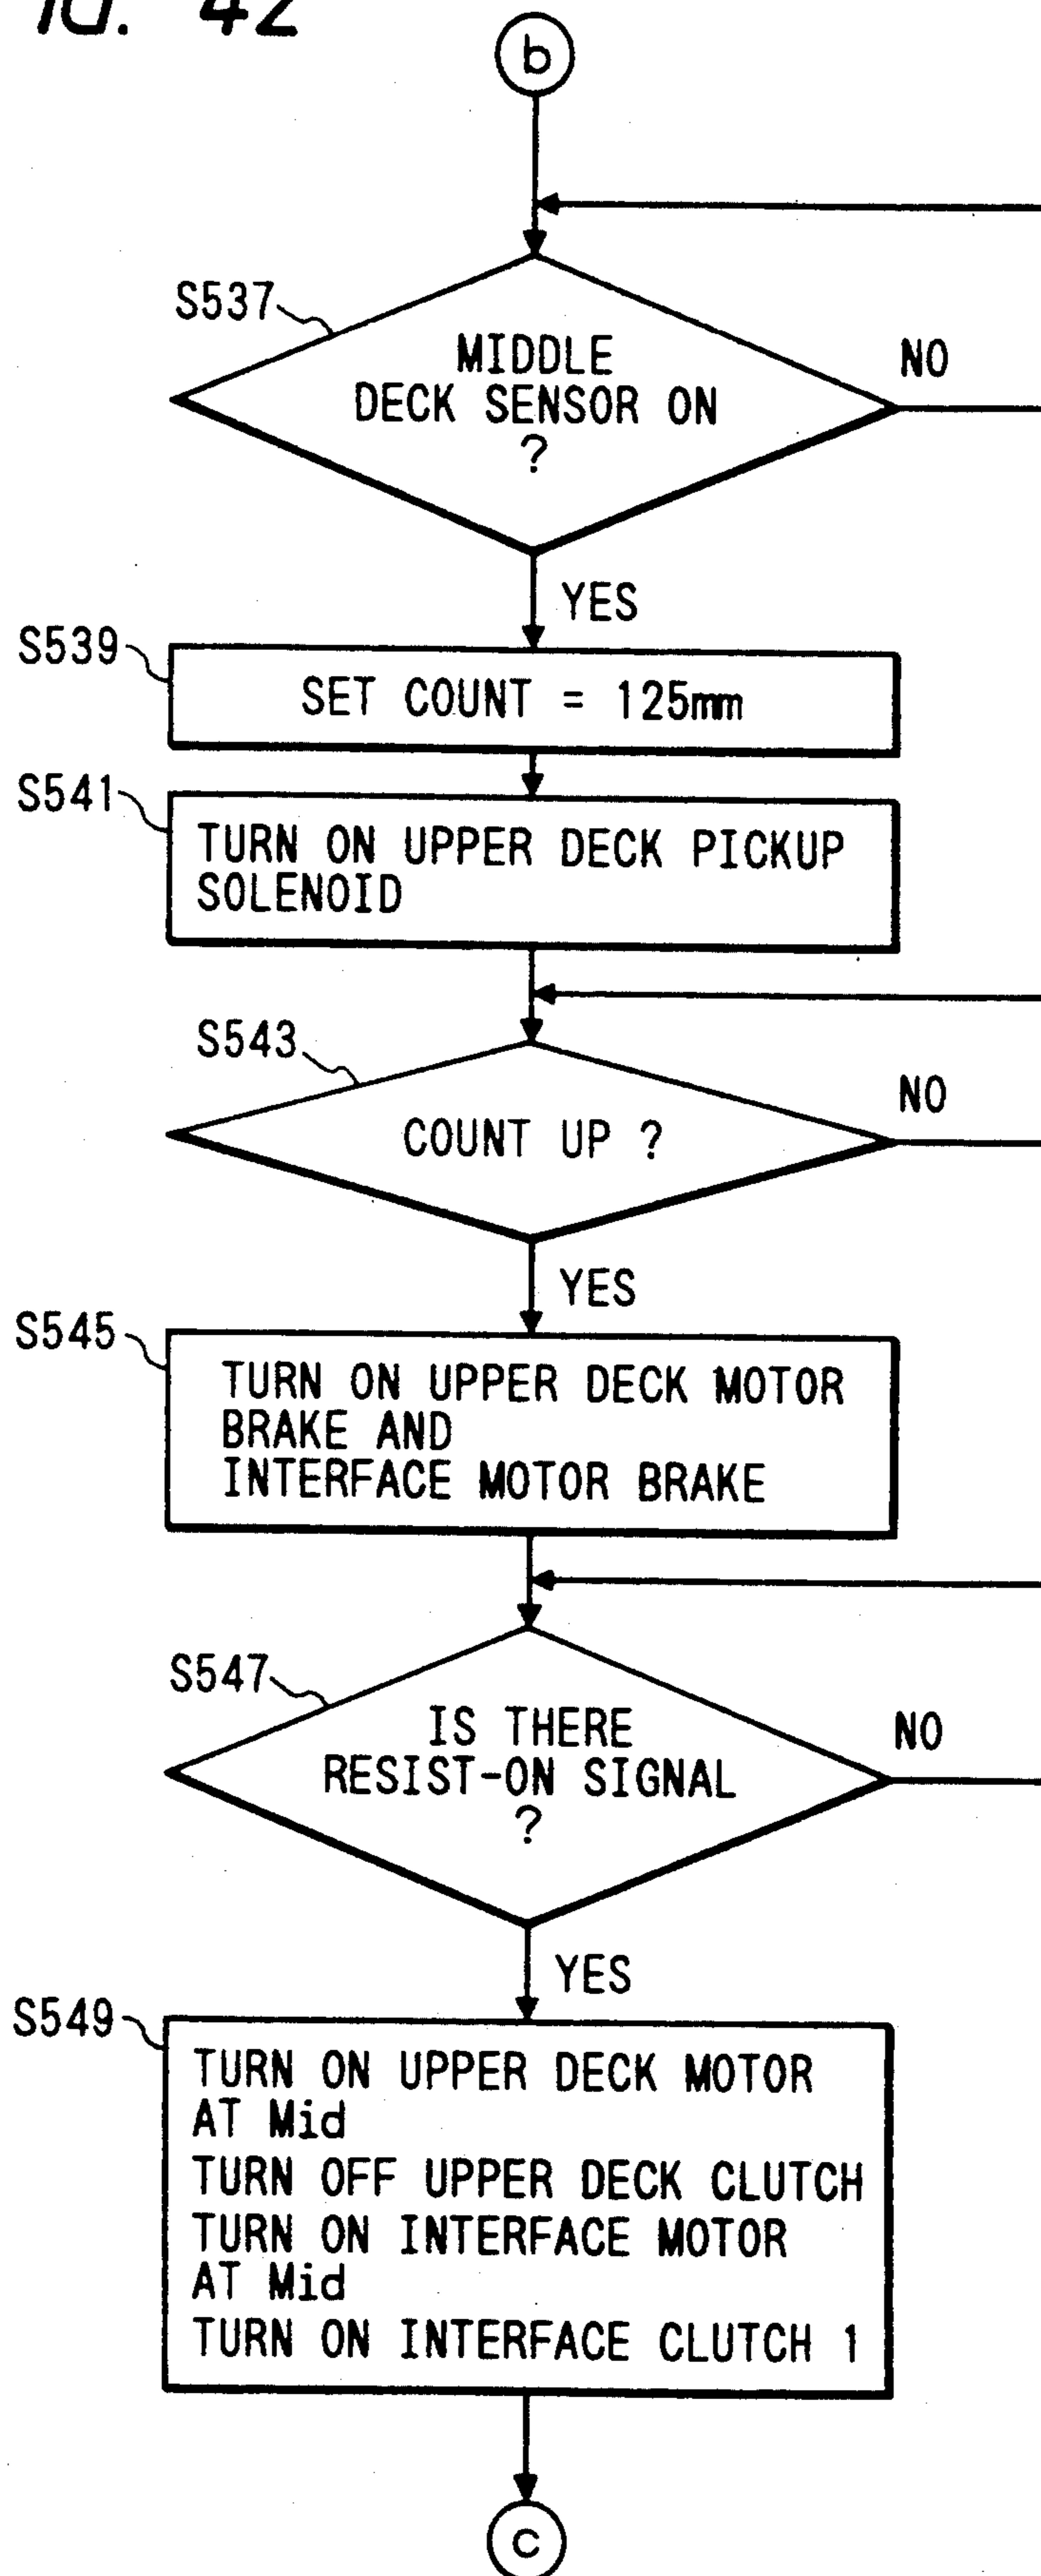 42
b
S537
MIDDLE
DECK SENSOR ON
?
NO
YES
S539
SET COUNT = 125mm
S541
TURN ON UPPER DECK PICKUP
SOLENOID
S543
COUNT UP ?
NO
YES
S545
TURN ON UPPER DECK MOTOR
BRAKE AND
INTERFACE MOTOR BRAKE
S547
IS THERE
RESIST-ON SIGNAL
?
NO
YES
S549
TURN ON UPPER DECK MOTOR
AT Mid
TURN OFF UPPER DECK CLUTCH
TURN ON INTERFACE MOTOR
AT Mid
TURN ON INTERFACE CLUTCH 1
c